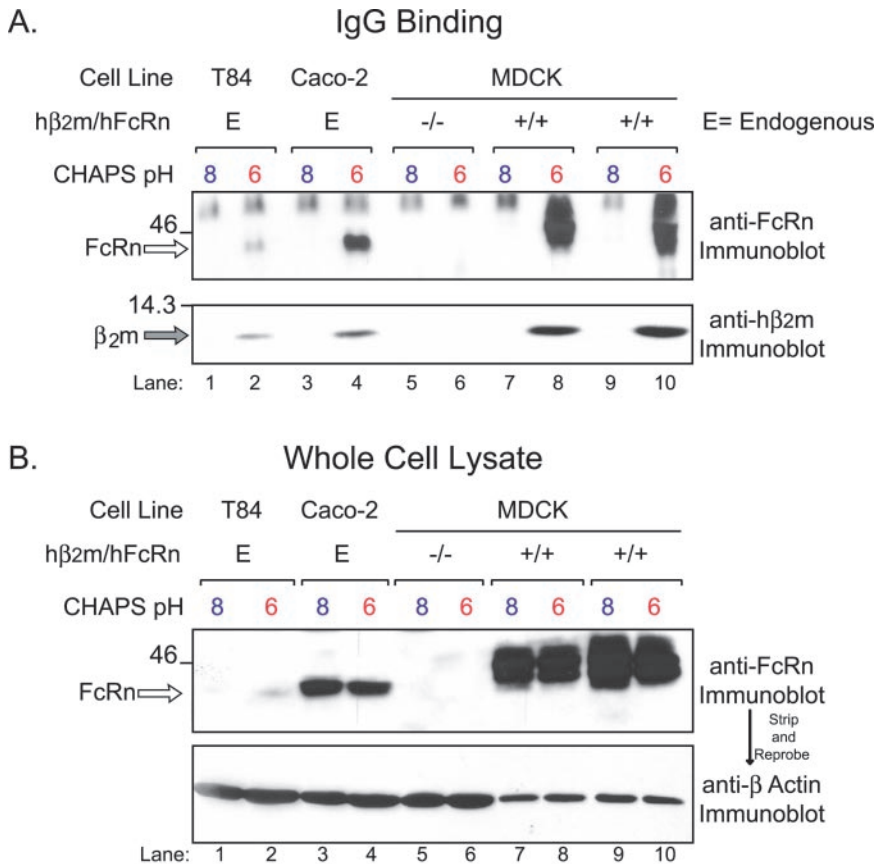 A. IgG Binding
Cell Line T84 Caco-2 MDCK
hβ2m/hFcRn E E -/- +/+ +/+ E= Endogenous
CHAPS pH 8 6 8 6 8 6 8 6 8 6
46
FcRn
anti-FcRn
Immunoblot
14.3
β2m
anti-hβ2m
Immunoblot
Lane: 1 2 3 4 5 6 7 8 9 10
B. Whole Cell Lysate
Cell Line T84 Caco-2 MDCK
hβ2m/hFcRn E E -/- +/+ +/+
CHAPS pH 8 6 8 6 8 6 8 6 8 6
46
FcRn
anti-FcRn
Immunoblot
Strip
and
Reprobe
anti-β Actin
Immunoblot
Lane: 1 2 3 4 5 6 7 8 9 10